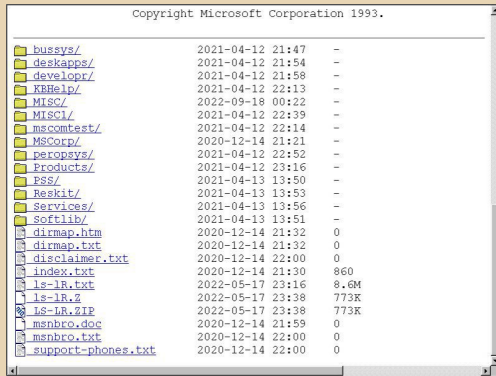 Copyright Microsoft Corporation 1993.
bussys/ 2021-04-12 21:47 -
deskapps/ 2021-04-12 21:54 -
developr/ 2021-04-12 21:58 -
KBHelp/ 2021-04-12 22:13 -
MISC/ 2022-09-18 00:22 -
MISC1/ 2021-04-12 22:39 -
mscomtest/ 2021-04-12 22:14 -
MSCorp/ 2020-12-14 21:21 -
peropsys/ 2021-04-12 22:52 -
Products/ 2021-04-12 23:16 -
PSS/ 2021-04-13 13:50 -
Reskit/ 2021-04-13 13:53 -
Services/ 2021-04-13 13:56 -
Softlib/ 2021-04-13 13:51 -
dirmap.htm 2020-12-14 21:32 0
dirmap.txt 2020-12-14 21:32 0
disclaimer.txt 2020-12-14 22:00 0
index.txt 2020-12-14 21:30 860
ls-lR.txt 2022-05-17 23:16 8.6M
ls-lR.Z 2022-05-17 23:38 773K
LS-LR.ZIP 2022-05-17 23:38 773K
msnbro.doc 2020-12-14 21:59 0
msnbro.txt 2020-12-14 22:00 0
support-phones.txt 2020-12-14 22:00 0